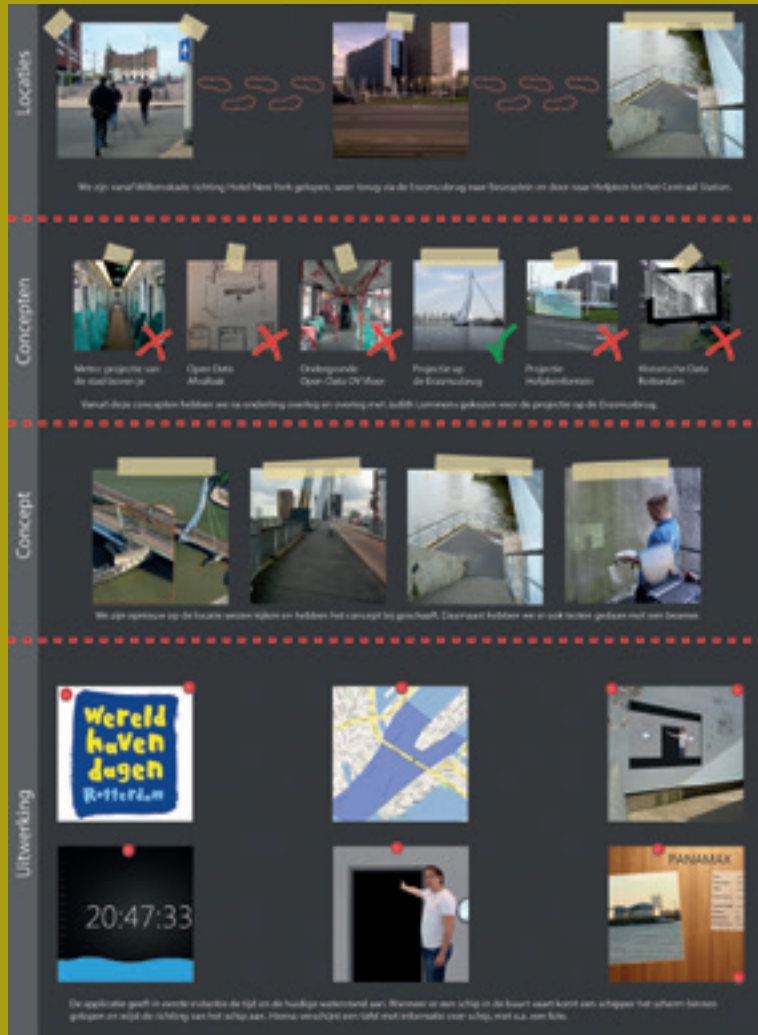 Locaties
We zijn vanaf Willemskade richting Hotel New York gelopen, weer terug via de Erasmusbrug naar Beursplein en door naar Hofplein tot het Centraal Station.
Concepten
Metro: projectie van
de stad boven je
Open Data
Ondergronde
Open Data OV Vloer
Projectie op
de Erasmusbrug
Projectie
Hofpleinfontein
Historische Data
Rotterdam
Vanuit deze concepten hebben we na onderling overleg en overleg met Judith gekozen voor de projectie op de Erasmusbrug.
Concept
We zijn opnieuw op de locatie wezen kijken en hebben het concept bij geschaaft. Daarnaast hebben we er ook testen gedaan met een beamer.
Uitwerking
Wereld
haven
dagen
Rotterdam
20:47:33
PANAMAX
De applicatie geeft in eerste instantie de tijd en de huidige waterstand aan. Wanneer er een schip in de buurt vaart komt een schipper het scherm binnen
gelopen en wijst de richting van het schip aan. Hierna verschijnt een tafel met informatie over schip, met o.a. een foto.